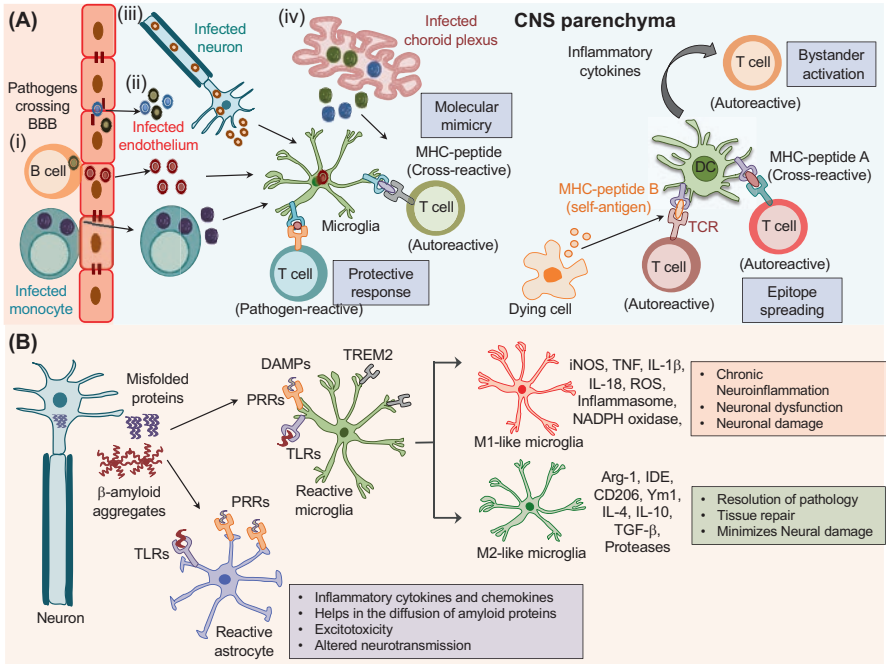 (A)
(iii)
Infected
neuron
(iv)
Infected
choroid plexus
CNS parenchyma
Pathogens
crossing
BBB
(ii)
Infected
endothelium
(i)
B cell
Infected
monocyte
Microglia
Molecular
mimicry
MHC-peptide
(Cross-reactive)
T cell
(Autoreactive)
T cell
(Pathogen-reactive)
Protective
response
Inflammatory
cytokines
T cell
(Autoreactive)
Bystander
activation
DC
MHC-peptide A
(Cross-reactive)
MHC-peptide B
(self-antigen)
TCR
T cell
(Autoreactive)
T cell
(Autoreactive)
Dying cell
Epitope
spreading
(B)
Misfolded
proteins
β-amyloid
aggregates
Neuron
DAMPs
TREM2
PRRs
TLRs
Reactive
microglia
PRRs
TLRs
Reactive
astrocyte
M1-like microglia
iNOS, TNF, IL-1β,
IL-18, ROS,
Inflammasome,
NADPH oxidase,
• Chronic
Neuroinflammation
• Neuronal dysfunction
• Neuronal damage
M2-like microglia
Arg-1, IDE,
CD206, Ym1,
IL-4, IL-10,
TGF-β,
Proteases
• Resolution of pathology
• Tissue repair
• Minimizes Neural damage
• Inflammatory cytokines and chemokines
• Helps in the diffusion of amyloid proteins
• Excitotoxicity
• Altered neurotransmission